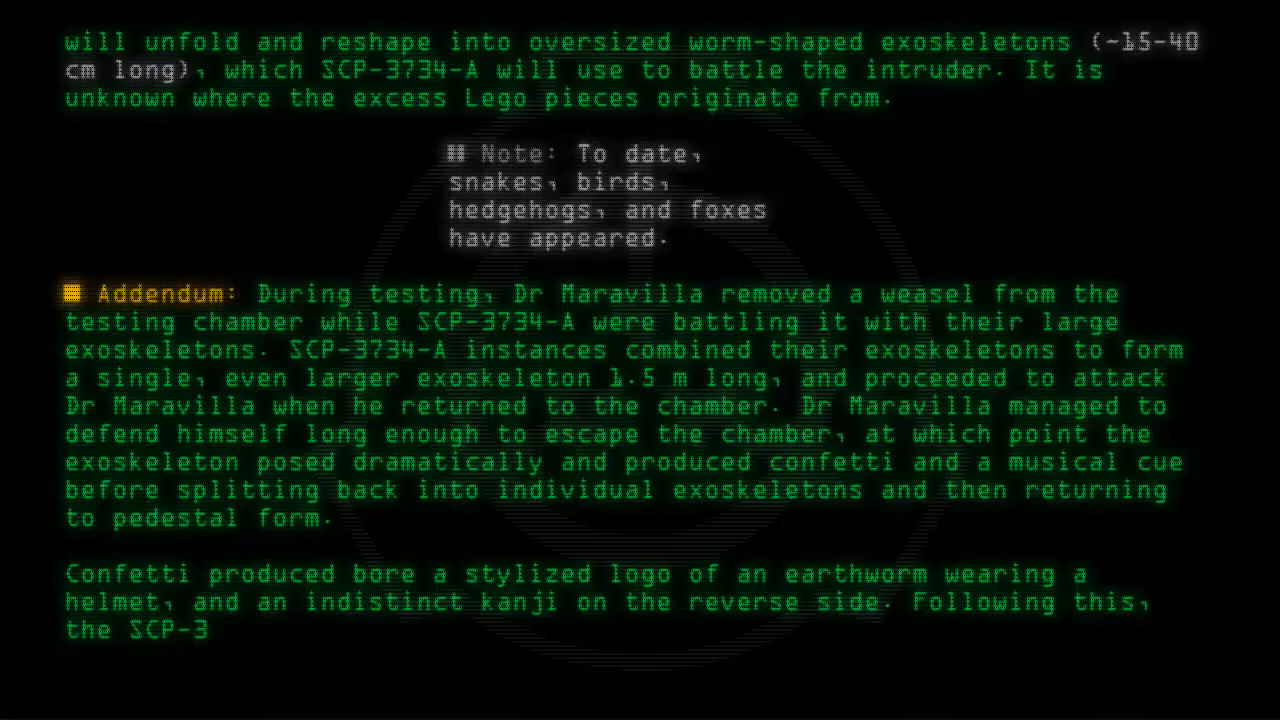 will unfold and reshape into oversized worm-shaped exoskeletons (~15-40
cm long), which SCP-3734-A will use to battle the intruder. It is
unknown where the excess Lego pieces originate from.
Note: To date,
snakes, birds,
hedgehogs, and foxes
have appeared.
Addendum: During testing, Dr Maravilla removed a weasel from the
testing chamber while SCP-3734-A were battling it with their large
exoskeletons. SCP-3734-A instances combined their exoskeletons to form
a single, even larger exoskeleton 1.5 m long, and proceeded to attack
Dr Maravilla when he returned to the chamber. Dr Maravilla managed to
defend himself long enough to escape the chamber, at which point the
exoskeleton posed dramatically and produced confetti and a musical cue
before splitting back into individual exoskeletons and then returning
to pedestal form.
Confetti produced bore a stylized logo of an earthworm wearing a
helmet, and an indistinct kanji on the reverse side. Following this,
the SCP-3